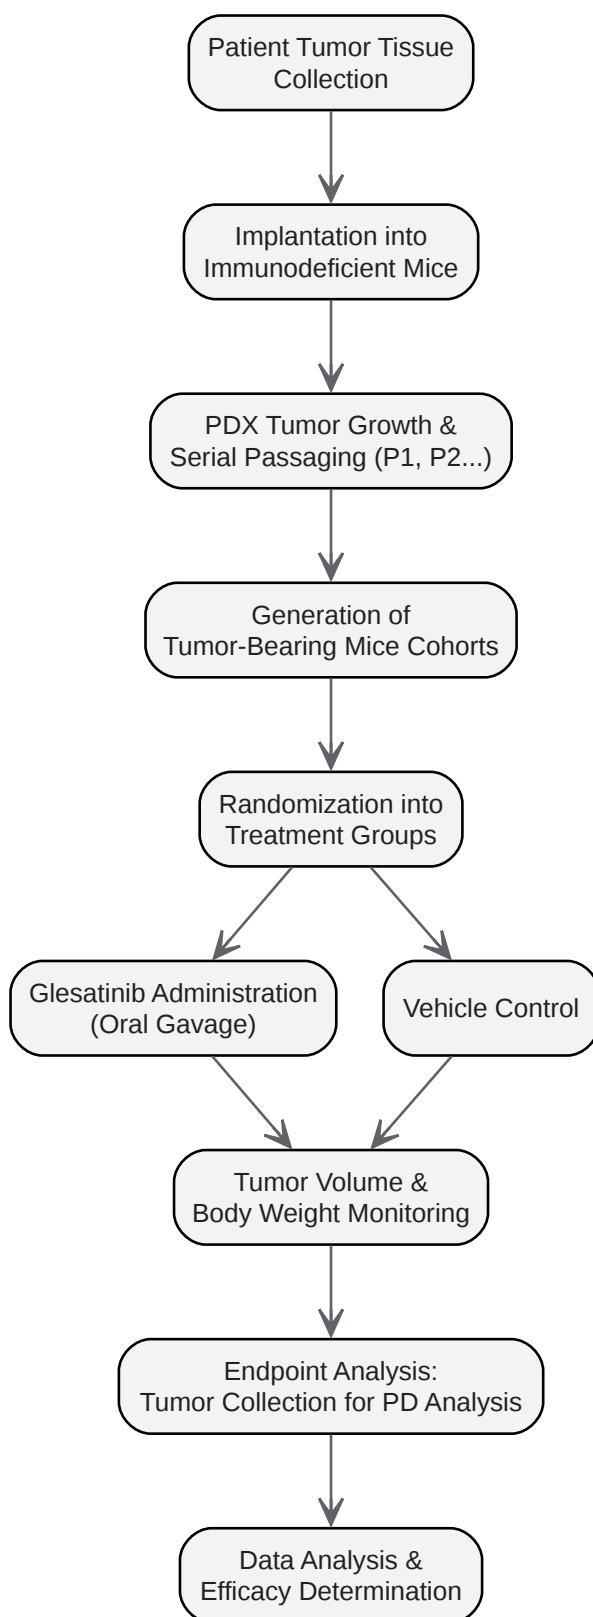 Patient Tumor Tissue
Collection
Implantation into
Immunodeficient Mice
PDX Tumor Growth &
Serial Passaging (P1, P2...)
Generation of
Tumor-Bearing Mice Cohorts
Randomization into
Treatment Groups
Glesatinib Administration
(Oral Gavage)
Vehicle Control
Tumor Volume &
Body Weight Monitoring
Endpoint Analysis:
Tumor Collection for PD Analysis
Data Analysis &
Efficacy Determination